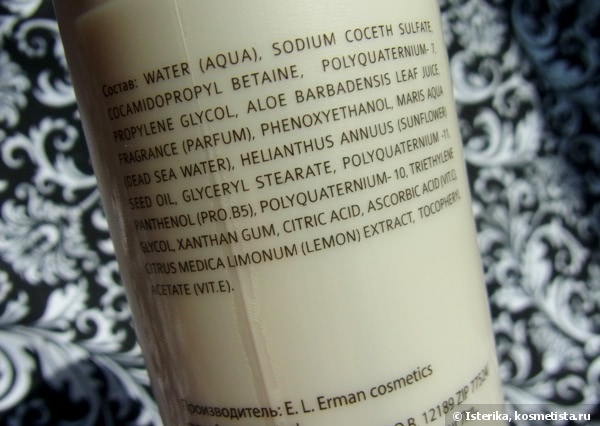 Состав: WATER (AQUA), SODIUM COCETH SULFATE,
COCAMIDOPROPYL BETAINE, POLYQUATERNIUM- 7,
PROPYLENE GLYCOL, ALOE BARBADENSIS LEAF JUICE,
FRAGRANCE (PARFUM), PHENOXYETHANOL, MARIS AQUA
(DEAD SEA WATER), HELIANTHUS ANNUUS (SUNFLOWER)
SEED OIL, GLYCERYL STEARATE, POLYQUATERNIUM -11,
PANTHENOL (PRO.B5), POLYQUATERNIUM- 10, TRIETHYLENE
GLYCOL, XANTHAN GUM, CITRIC ACID, ASCORBIC ACID (VIT.C),
CITRUS MEDICA LIMONUM (LEMON) EXTRACT, TOCOPHERYL
ACETATE (VIT.E).
Производитель: E. L. Erman cosmetics
12189 ZIP
© Isterika, kosmetista.ru